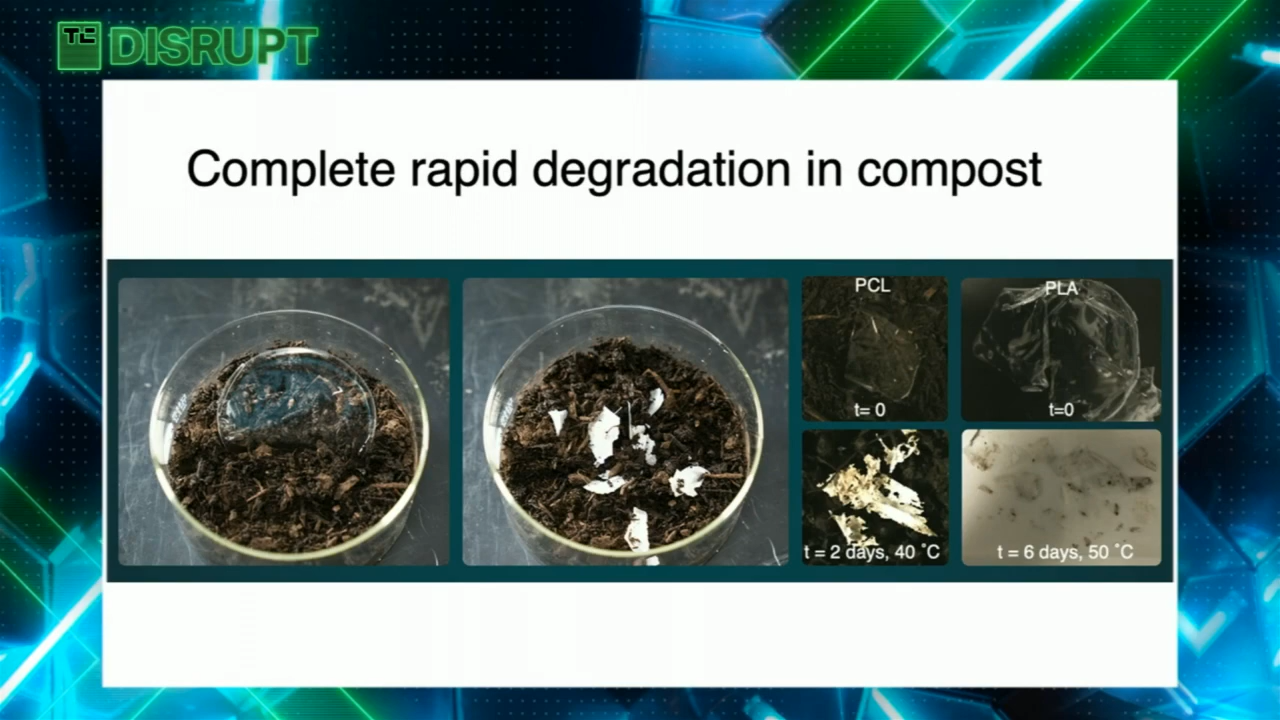 TC DISRUPT
Complete rapid degradation in compost
PCL
PLA
t= 0
t=0
t = 2 days, 40 ˚C
t = 6 days, 50 ˚C